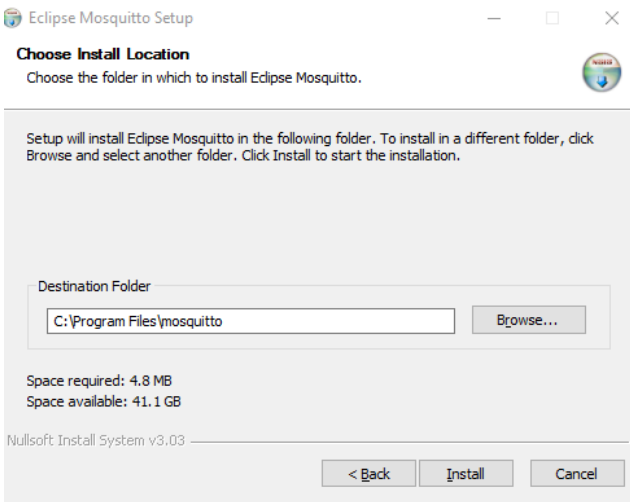 Eclipse Mosquitto Setup
Choose Install Location
Choose the folder in which to install Eclipse Mosquitto.
Setup will install Eclipse Mosquitto in the following folder. To install in a different folder, click
Browse and select another folder. Click Install to start the installation.
Destination Folder
C:\Program Files\mosquitto
Browse...
Space required: 4.8 MB
Space available: 41.1 GB
Nullsoft Install System v3.03
< Back
Install
Cancel